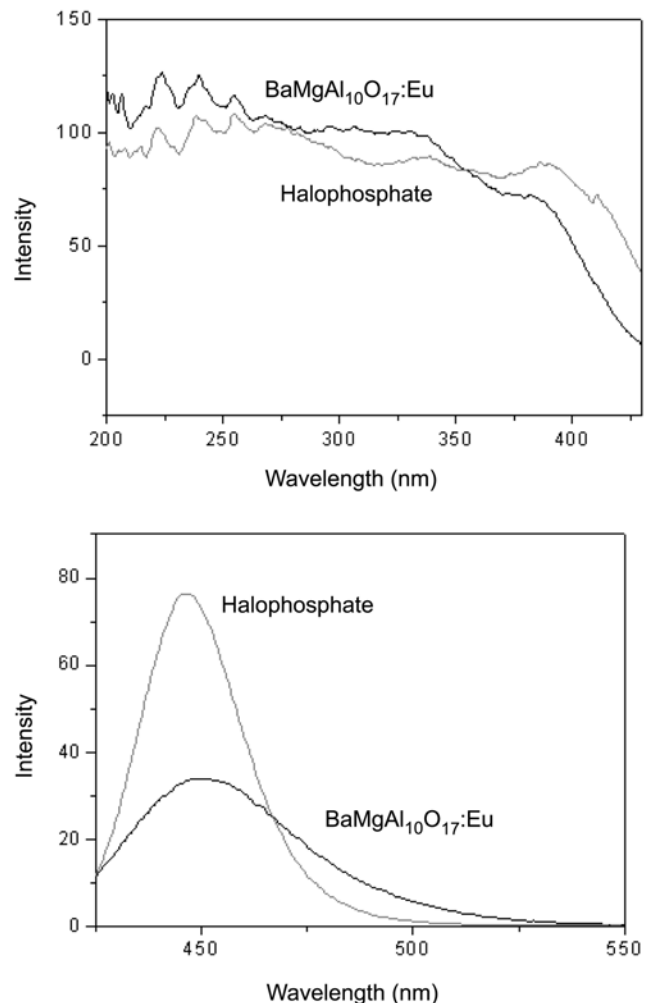 150
BaMgAl₁₀O₁₇:Eu
100
Halophosphate
50
0
Intensity
200 250 300 350 400
Wavelength (nm)
80
Halophosphate
60
40
BaMgAl₁₀O₁₇:Eu
20
0
Intensity
450 500 550
Wavelength (nm)